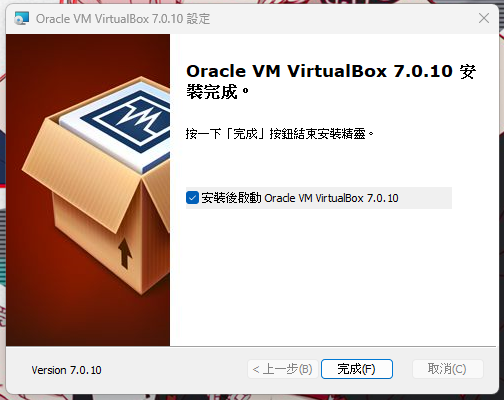 Oracle VM VirtualBox 7.0.10 設定
Oracle VM VirtualBox 7.0.10 安
裝完成。
按一下「完成」按鈕結束安裝精靈。
安裝後啟動 Oracle VM VirtualBox 7.0.10
Version 7.0.10
< 上一步(B)
完成(F)
取消(C)